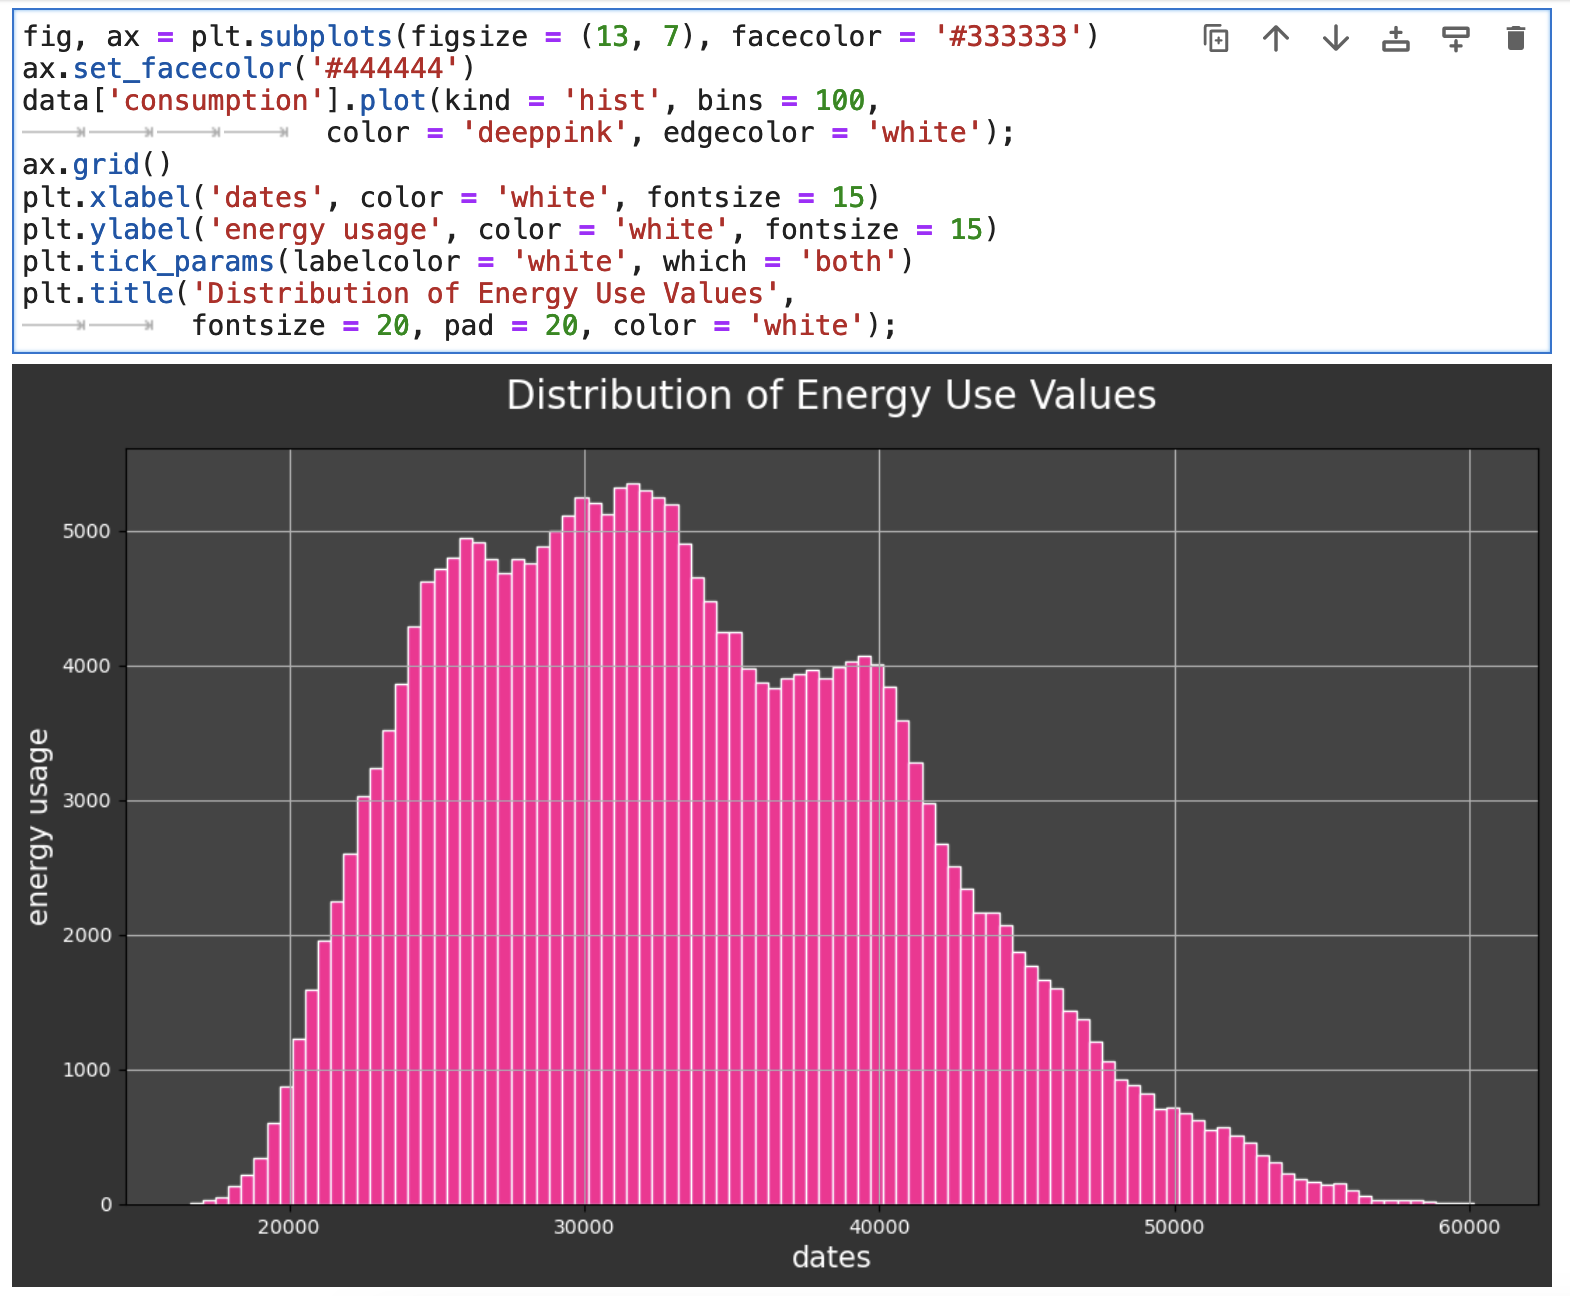 fig, ax = plt.subplots(figsize = (13, 7), facecolor = '#333333')
ax.set_facecolor('#444444')
data['consumption'].plot(kind = 'hist', bins = 100,
color = 'deeppink', edgecolor = 'white');
ax.grid()
plt.xlabel('dates', color = 'white', fontsize = 15)
plt.ylabel('energy usage', color = 'white', fontsize = 15)
plt.tick_params(labelcolor = 'white', which = 'both')
plt.title('Distribution of Energy Use Values',
fontsize = 20, pad = 20, color = 'white');
Distribution of Energy Use Values
energy usage
5000
4000
3000
2000
1000
0
20000 30000 40000 50000 60000
dates